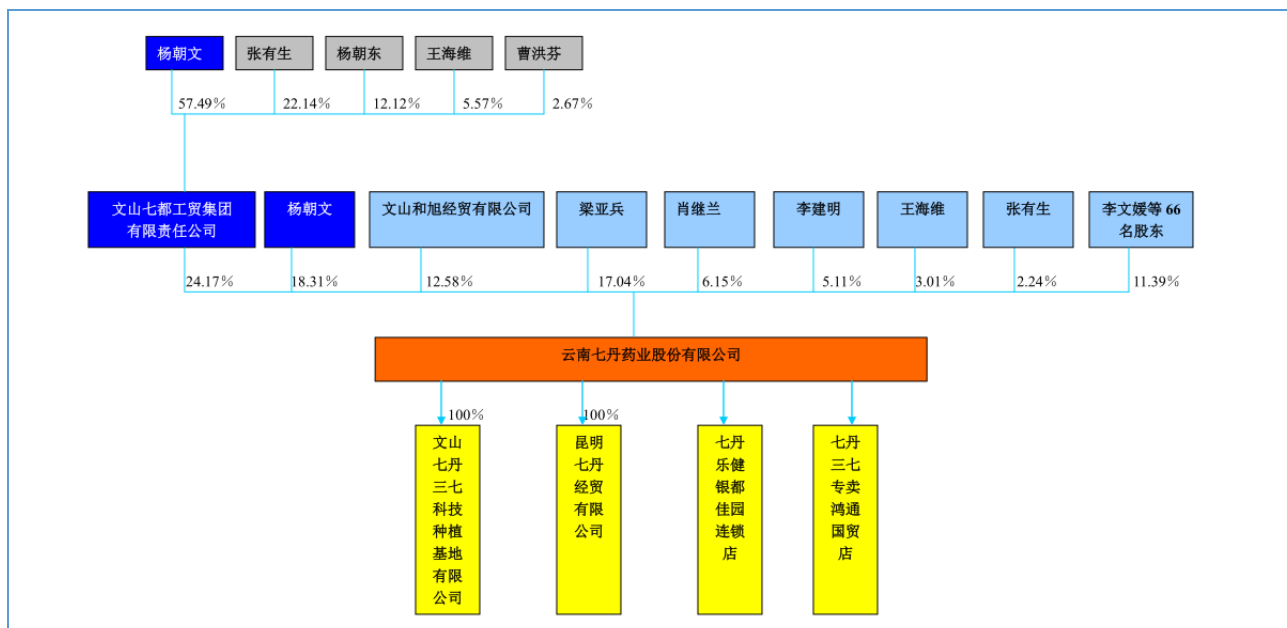 杨朝文
张有生
杨朝东
王海维
曹洪芬
57.49%
22.14%
12.12%
5.57%
2.67%
文山七都工贸集团
有限责任公司
杨朝文
文山和旭经贸有限公司
梁亚兵
肖继兰
李建明
王海维
张有生
李文媛等 66
名股东
24.17%
18.31%
12.58%
17.04%
6.15%
5.11%
3.01%
2.24%
11.39%
云南七丹药业股份有限公司
100%
100%
文山
七丹
三七
科技
种植
基地
有限
公司
昆明
七丹
经贸
有限
公司
七丹
乐健
银都
佳园
连锁
店
七丹
三七
专卖
鸿通
国贸
店